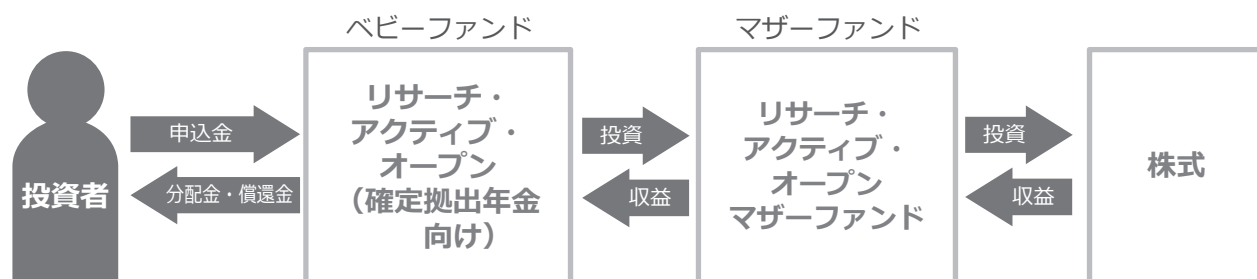 ベビーファンド
マザーファンド
投資者
申込金
分配金・償還金
リサーチ・
アクティブ・
オープン
（確定拠出年金
向け）
投資
収益
リサーチ・
アクティブ・
オープン
マザーファンド
投資
収益
株式